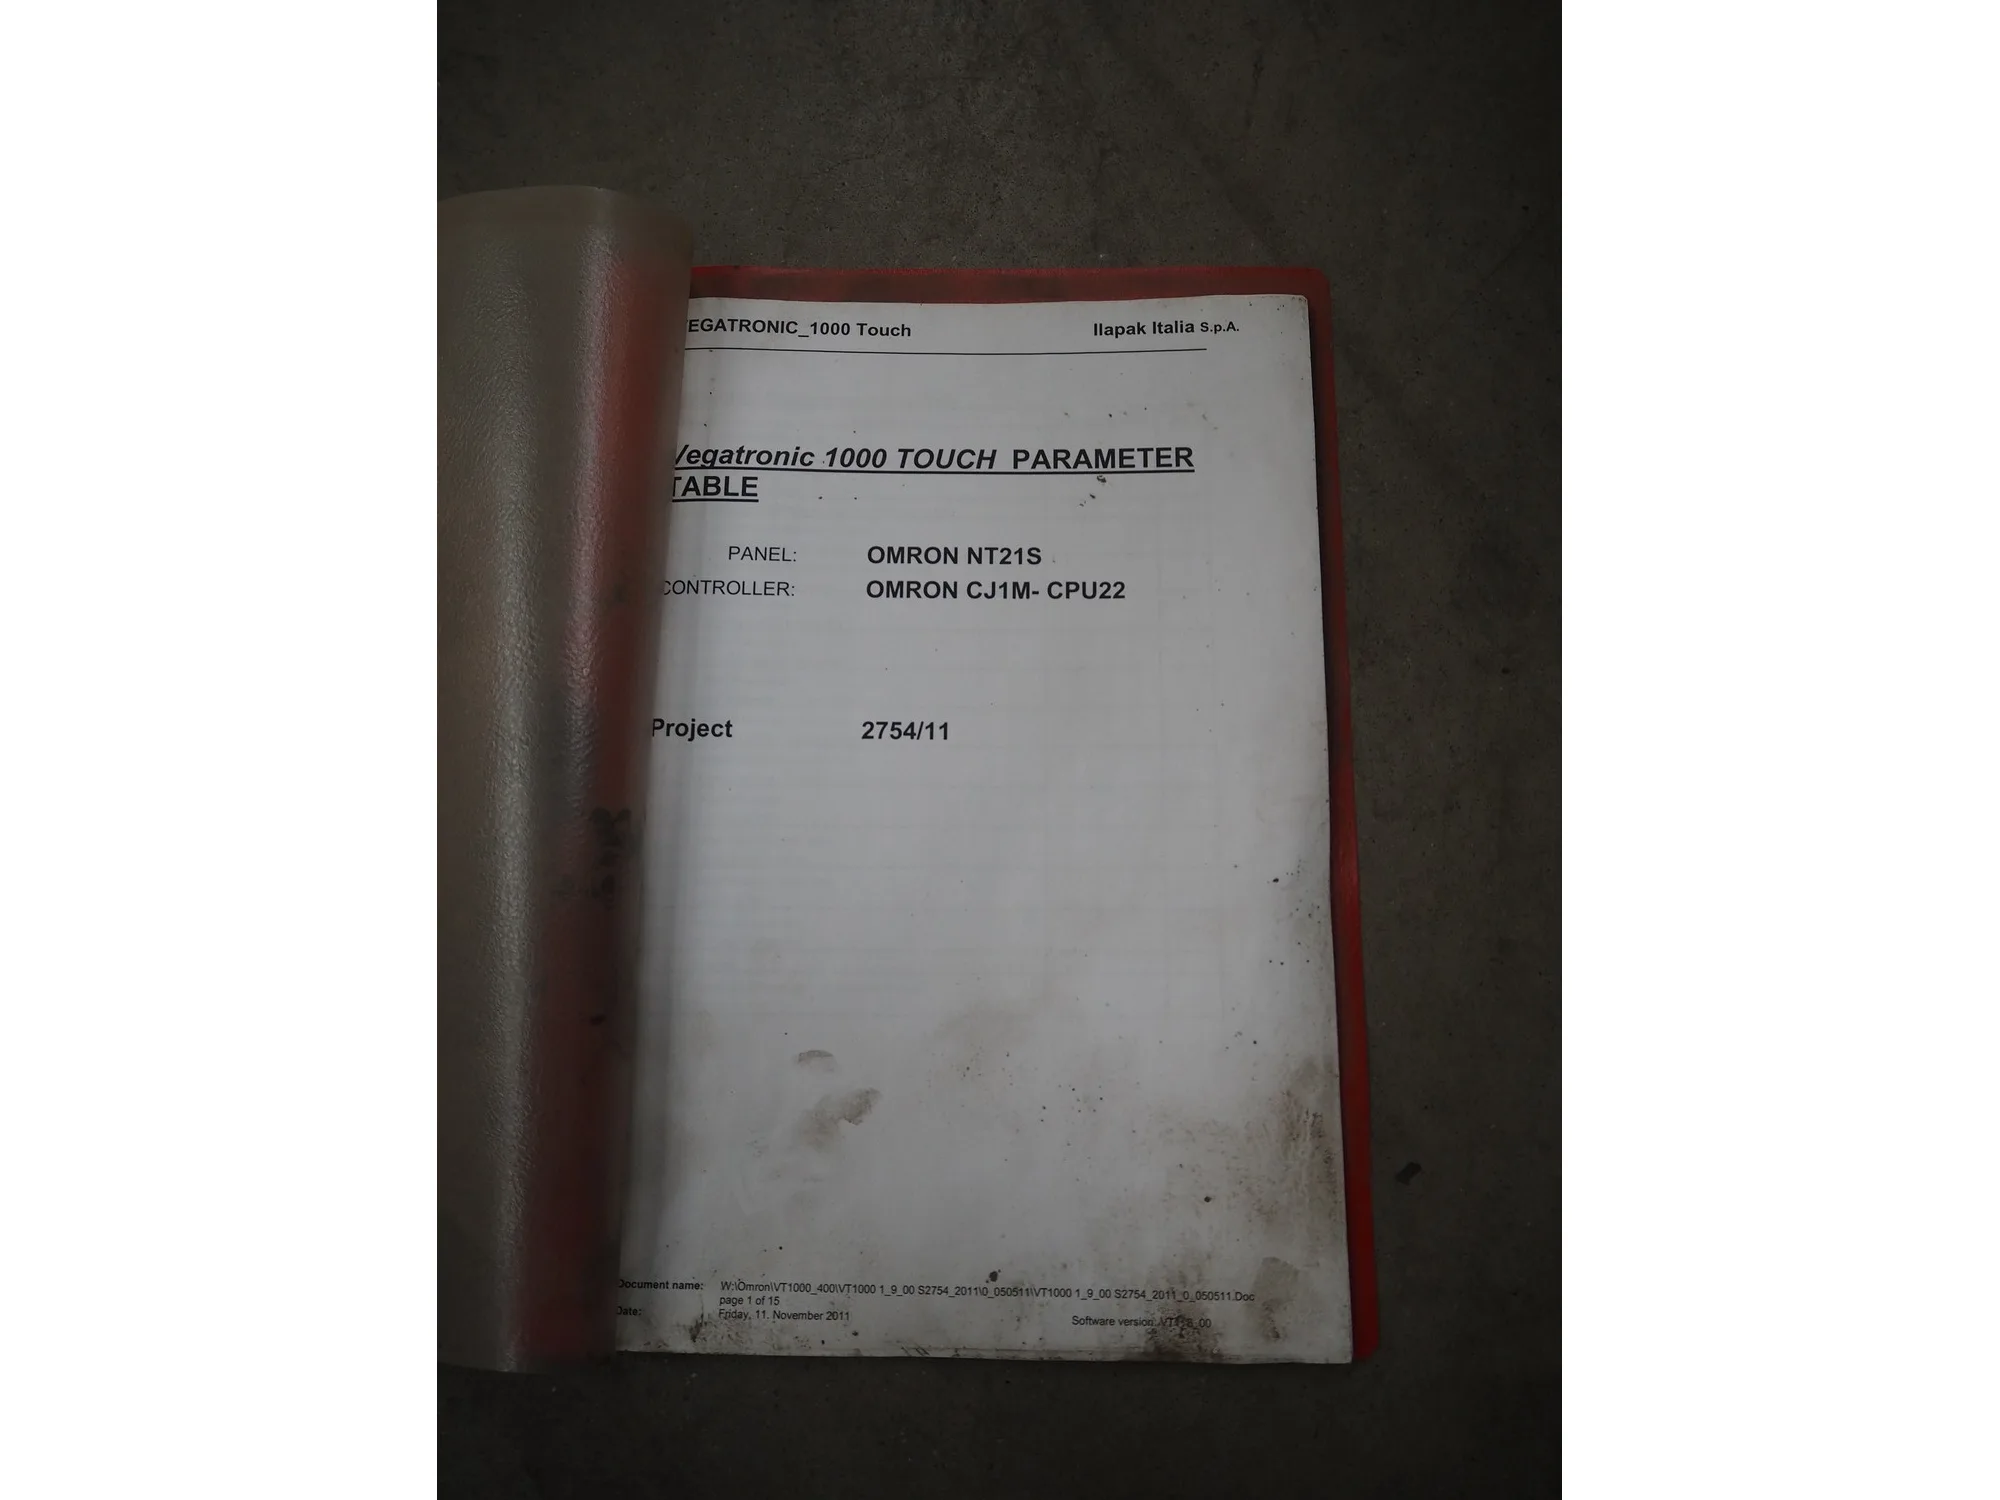 EGATRONIC_1000 Touch Ilapak Italia S.p.A.
Vegatronic 1000 TOUCH PARAMETER
TABLE
PANEL: OMRON NT21S
CONTROLLER: OMRON CJ1M- CPU22
Project 2754/11
Document name: W:\Omron\VT1000_400\VT1000 1_9_00 S2754_2011\0_050511\VT1000 1_9_00 S2754_2011_0_050511.Doc
page 1 of 15
Date: Friday, 11. November 2011
Software version: